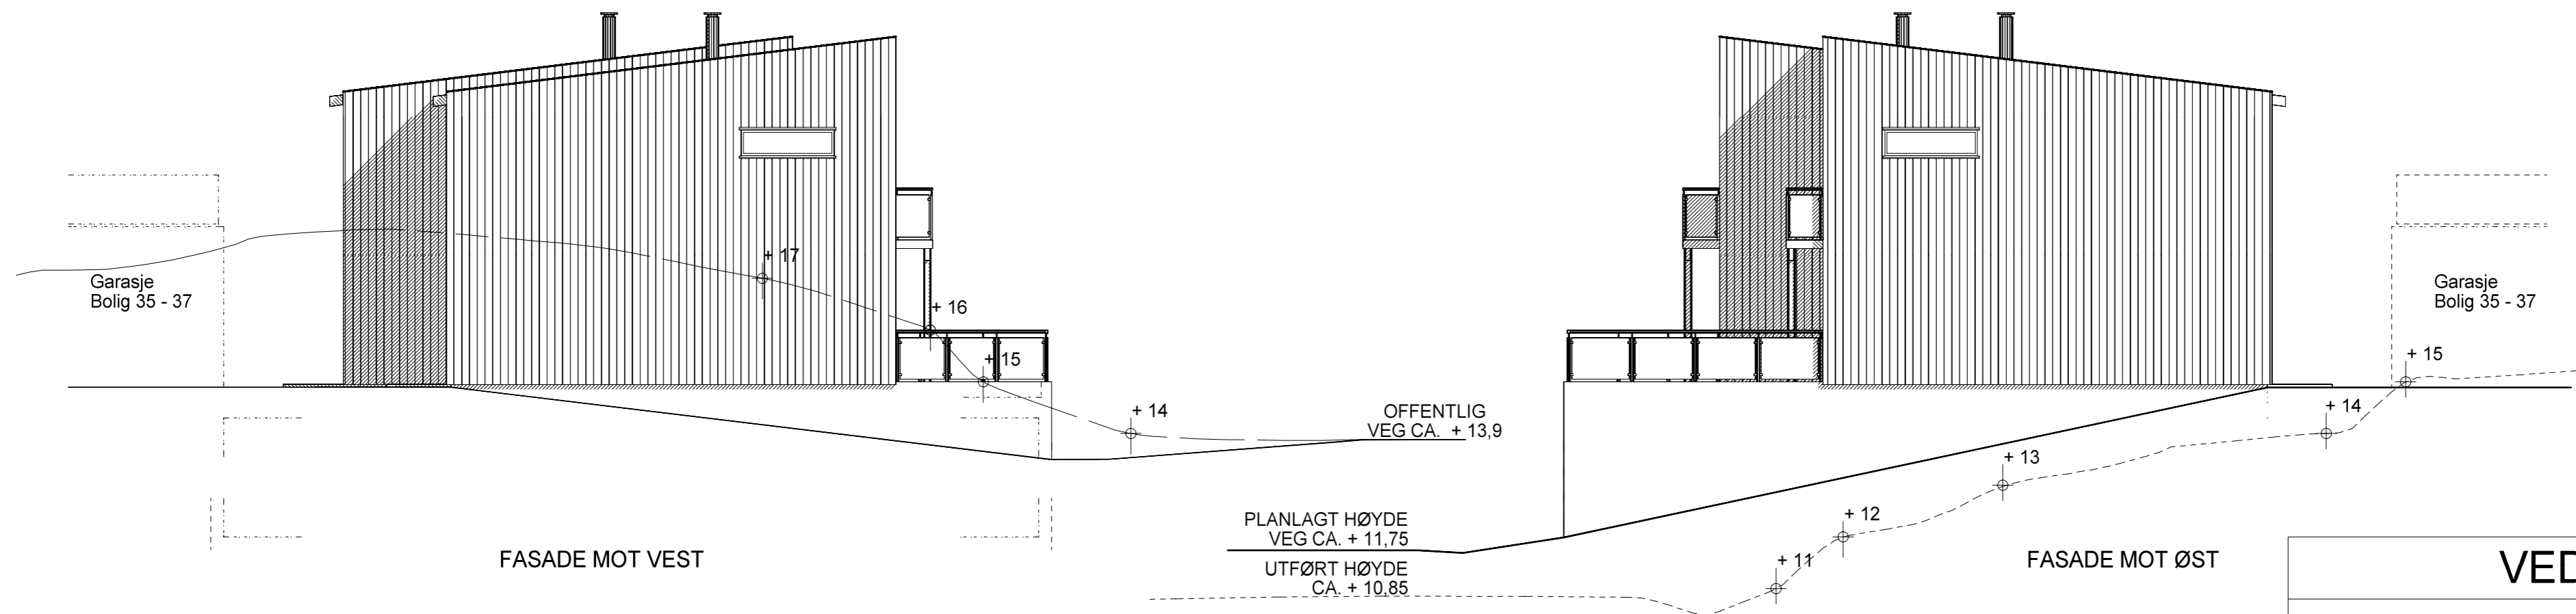 Garasje
Bolig 35 - 37
+ 17
+ 16
+ 15
+ 14
OFFENTLIG
VEG CA. + 13,9
FASADE MOT VEST
PLANLAGT HØYDE
VEG CA. + 11,75
UTFØRT HØYDE
CA. + 10,85
+ 11
+ 12
+ 13
+ 14
+ 15
Garasje
Bolig 35 - 37
FASADE MOT ØST
VED